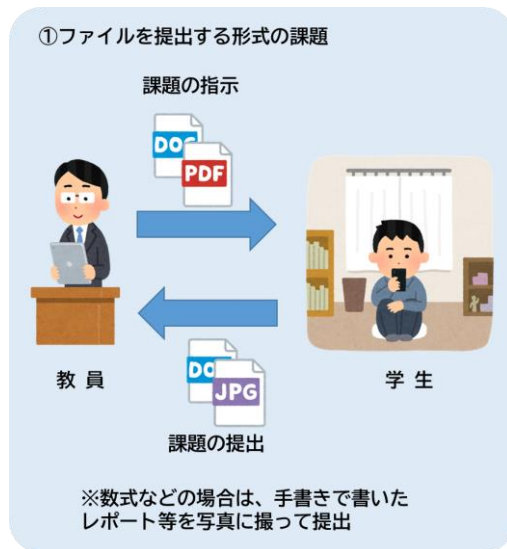 ①ファイルを提出する形式の課題
課題の指示
DOC
PDF
教 員
学 生
DOC
JPG
課題の提出
※数式などの場合は、手書きで書いた
レポート等を写真に撮って提出